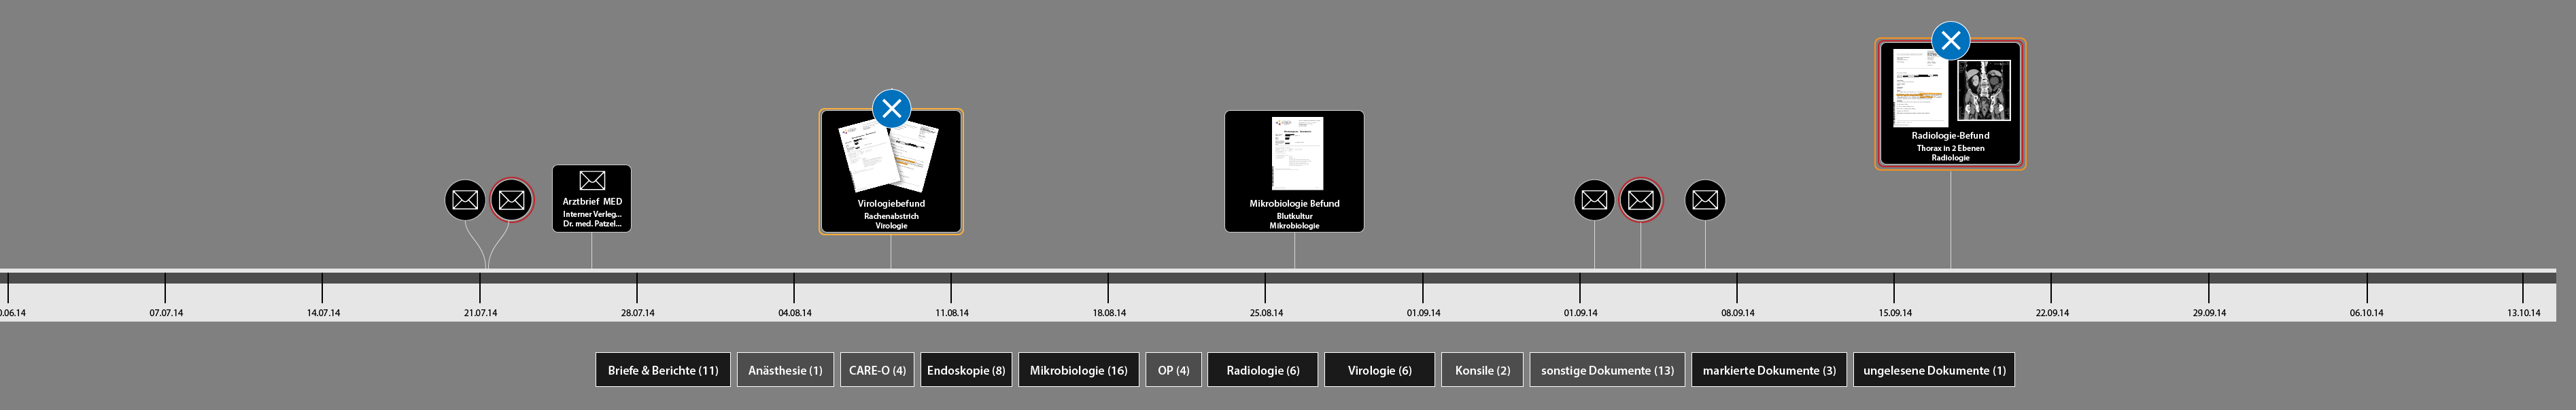 Radiologie-Befund
Thorax in 2 Ebenen
Radiologie
Arztbrief MED
Interner Verleg...
Dr. med. Patzel...
Virologiebefund
Rachenabstrich
Virologie
Mikrobiologie Befund
Blutkultur
Mikrobiologie
0.06.14 07.07.14 14.07.14 21.07.14 28.07.14 04.08.14 11.08.14 18.08.14 25.08.14 01.09.14 01.09.14 08.09.14 15.09.14 22.09.14 29.09.14 06.10.14 13.10.14
Briefe & Berichte (11) Anästhesie (1) CARE-O (4) Endoskopie (8) Mikrobiologie (16) OP (4) Radiologie (6) Virologie (6) Konsile (2) sonstige Dokumente (13) markierte Dokumente (3) ungelesene Dokumente (1)